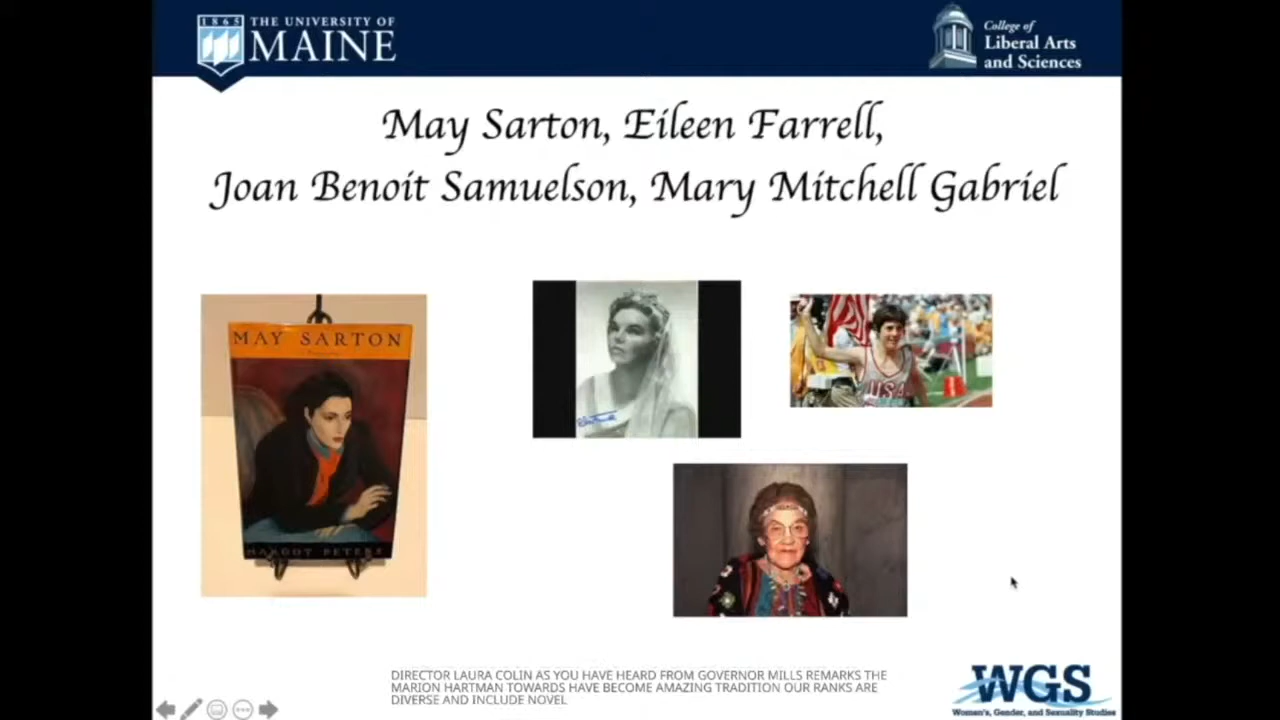 1865
THE UNIVERSITY OF
MAINE
College of
Liberal Arts
and Sciences
May Sarton, Eileen Farrell,
Joan Benoit Samuelson, Mary Mitchell Gabriel
MAY SARTON
MARGOT PETERS
USA
DIRECTOR LAURA COLIN AS YOU HAVE HEARD FROM GOVERNOR MILLS REMARKS THE
MARION HARTMAN TOWARDS HAVE BECOME AMAZING TRADITION OUR RANKS ARE
DIVERSE AND INCLUDE NOVEL
WGS
Women's, Gender, and Sexuality Studies